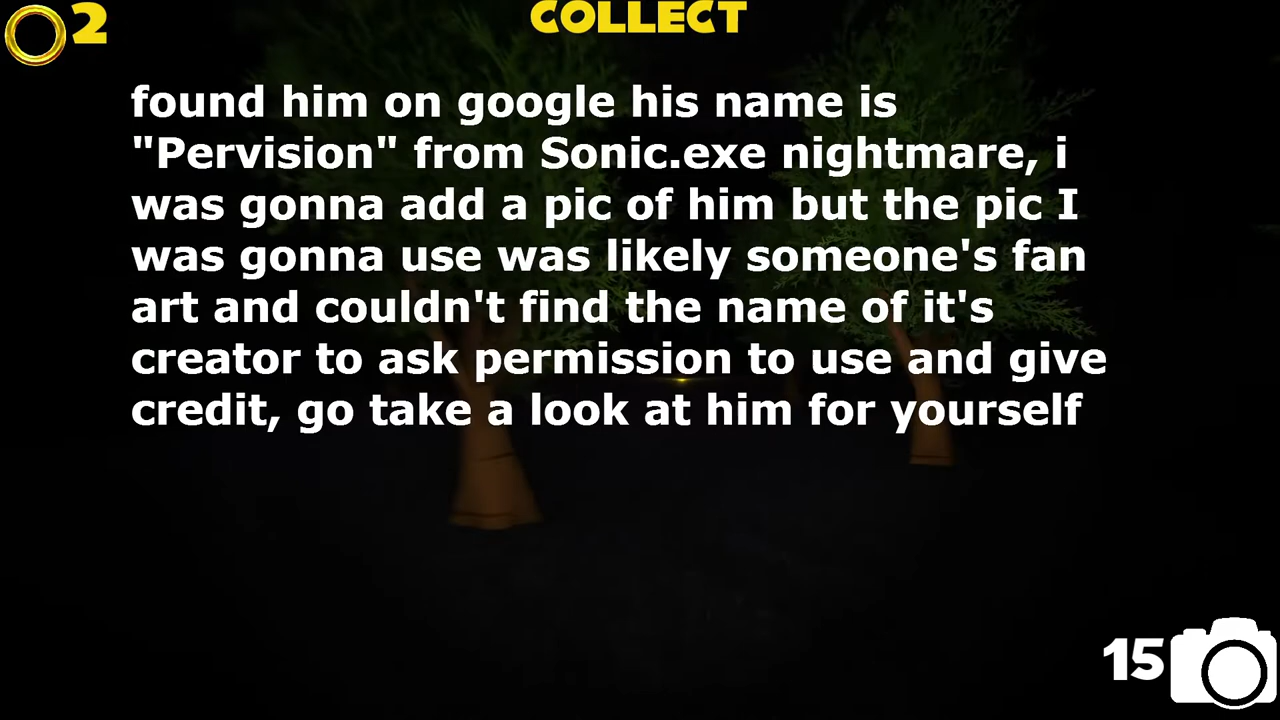 2
COLLECT
found him on google his name is
"Pervision" from Sonic.exe nightmare, i
was gonna add a pic of him but the pic I
was gonna use was likely someone's fan
art and couldn't find the name of it's
creator to ask permission to use and give
credit, go take a look at him for yourself
15